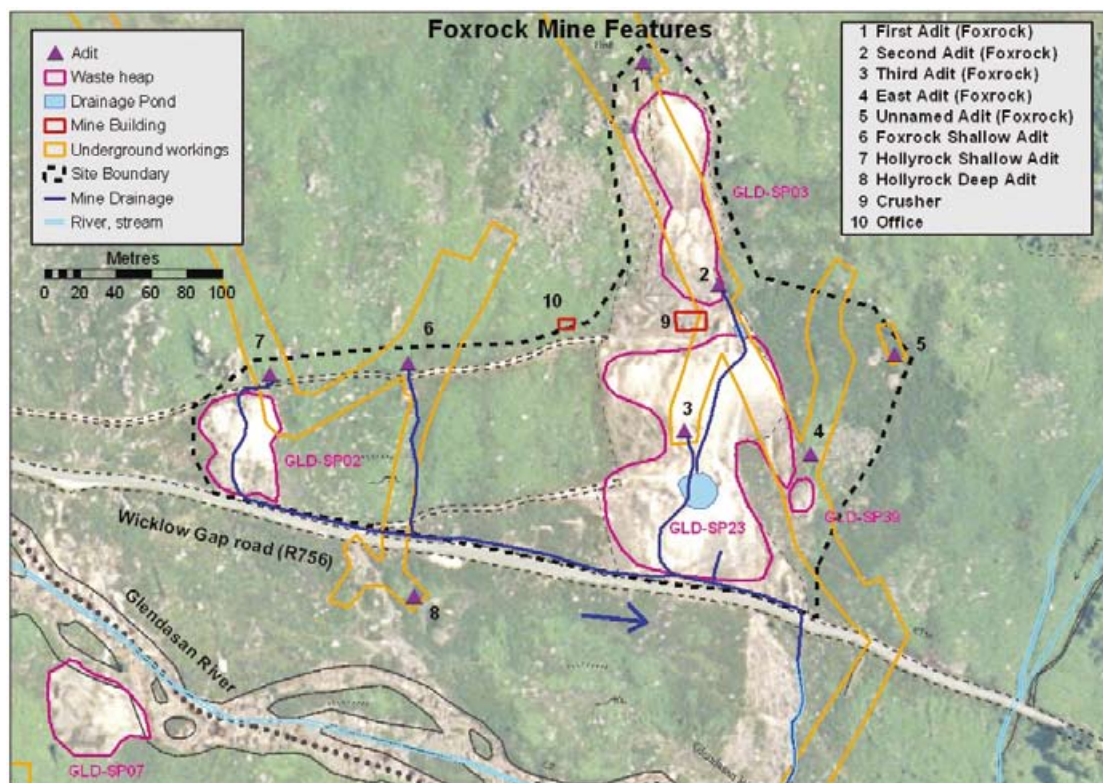 Foxrock Mine Features
Adit
Waste heap
Drainage Pond
Mine Building
Underground workings
Site Boundary
Mine Drainage
River, stream
Metres
0 20 40 60 80 100
1 First Adit (Foxrock)
2 Second Adit (Foxrock)
3 Third Adit (Foxrock)
4 East Adit (Foxrock)
5 Unnamed Adit (Foxrock)
6 Foxrock Shallow Adit
7 Hollyrock Shallow Adit
8 Hollyrock Deep Adit
9 Crusher
10 Office
1
GLD-SP03
2
9
10
6
7
5
3
4
GLD-SP02
GLD-SP23
GLD-SP39
Wicklow Gap road (R756)
8
Glendasan River
GLD-SP07